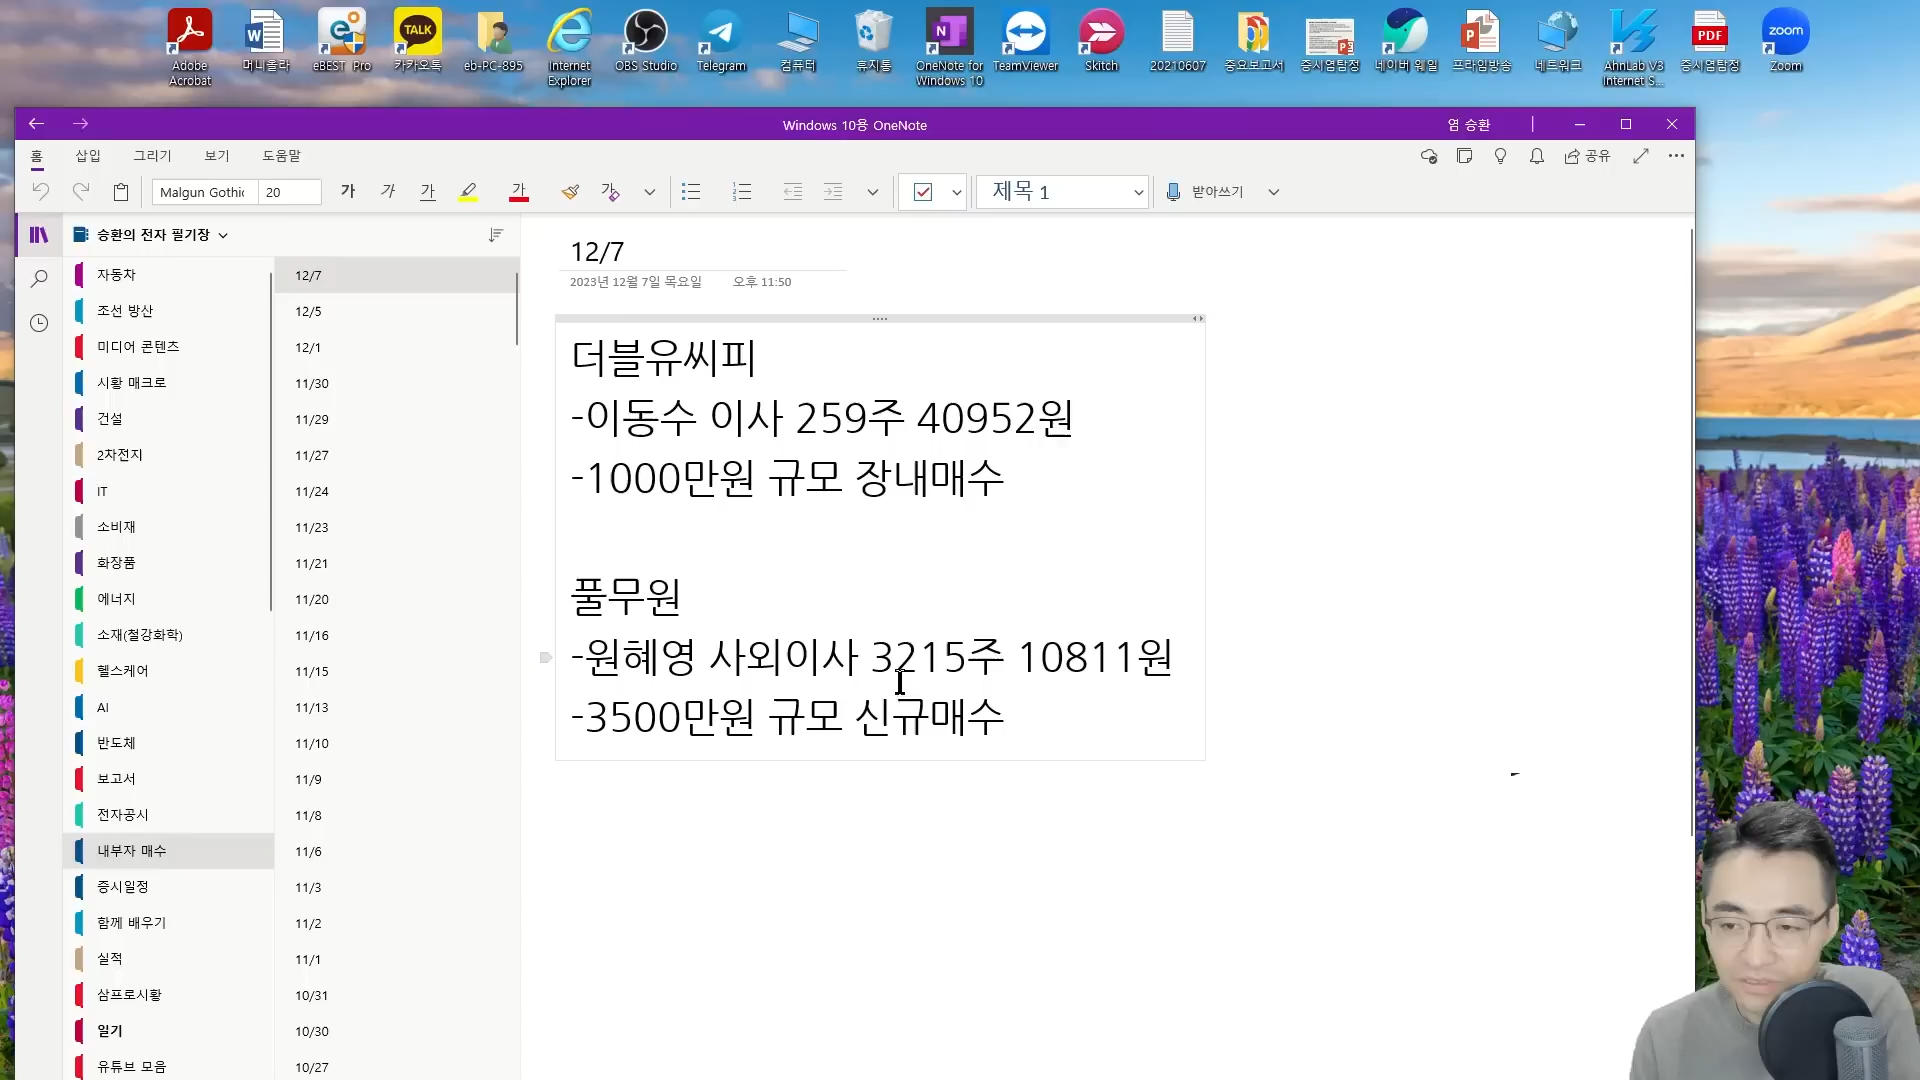 Adobe Acrobat
머니올라
eBEST Pro
카카오톡
eb-PC-895
Internet Explorer
OBS Studio
Telegram
컴퓨터
휴지통
OneNote for Windows 10
TeamViewer
Skitch
20210607
중요보고서
증시염탐정
네이버 웨일
프라임방송
네트워크
AhnLab V3 Internet S...
증시염탐정
Zoom
TALK
zoom
PDF
Windows 10용 OneNote
염 승환
홈
삽입
그리기
보기
도움말
공유
Malgun Gothic
20
가
가
가
가
제목 1
받아쓰기
승환의 전자 필기장
자동차
조선 방산
미디어 콘텐츠
시황 매크로
건설
2차전지
IT
소비재
화장품
에너지
소재(철강화학)
헬스케어
AI
반도체
보고서
전자공시
내부자 매수
증시일정
함께 배우기
실적
삼프로시황
일기
유튜브 모음
12/7
12/5
12/1
11/30
11/29
11/27
11/24
11/23
11/21
11/20
11/16
11/15
11/13
11/10
11/9
11/8
11/6
11/3
11/2
11/1
10/31
10/30
10/27
12/7
2023년 12월 7일 목요일 오후 11:50
더블유씨피
-이동수 이사 259주 40952원
-1000만원 규모 장내매수
풀무원
-원혜영 사외이사 3215주 10811원
-3500만원 규모 신규매수